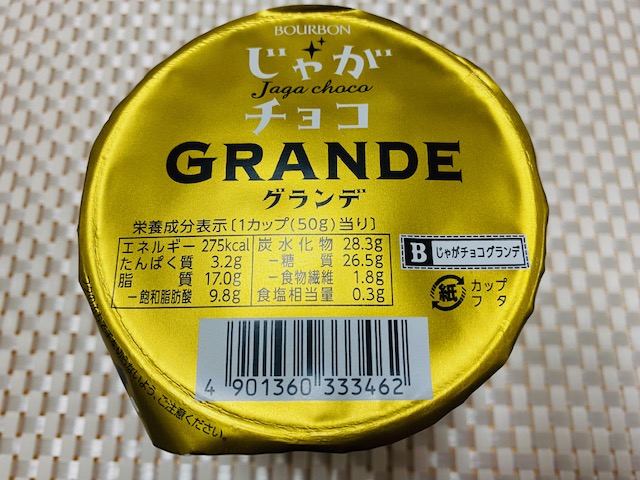 BOURBON
じゃが
Jaga choco
チョコ
GRANDE
グランデ
栄養成分表示〔1カップ(50g)当り〕
エネルギー 275kcal 炭水化物 28.3g
たんぱく質 3.2g ー糖質 26.5g
脂質 17.0g ー食物繊維 1.8g
ー飽和脂肪酸 9.8g 食塩相当量 0.3g
B じゃがチョコグランデ
紙 カップ
フタ
4 901360 333462
ないよう、ご注意ください。